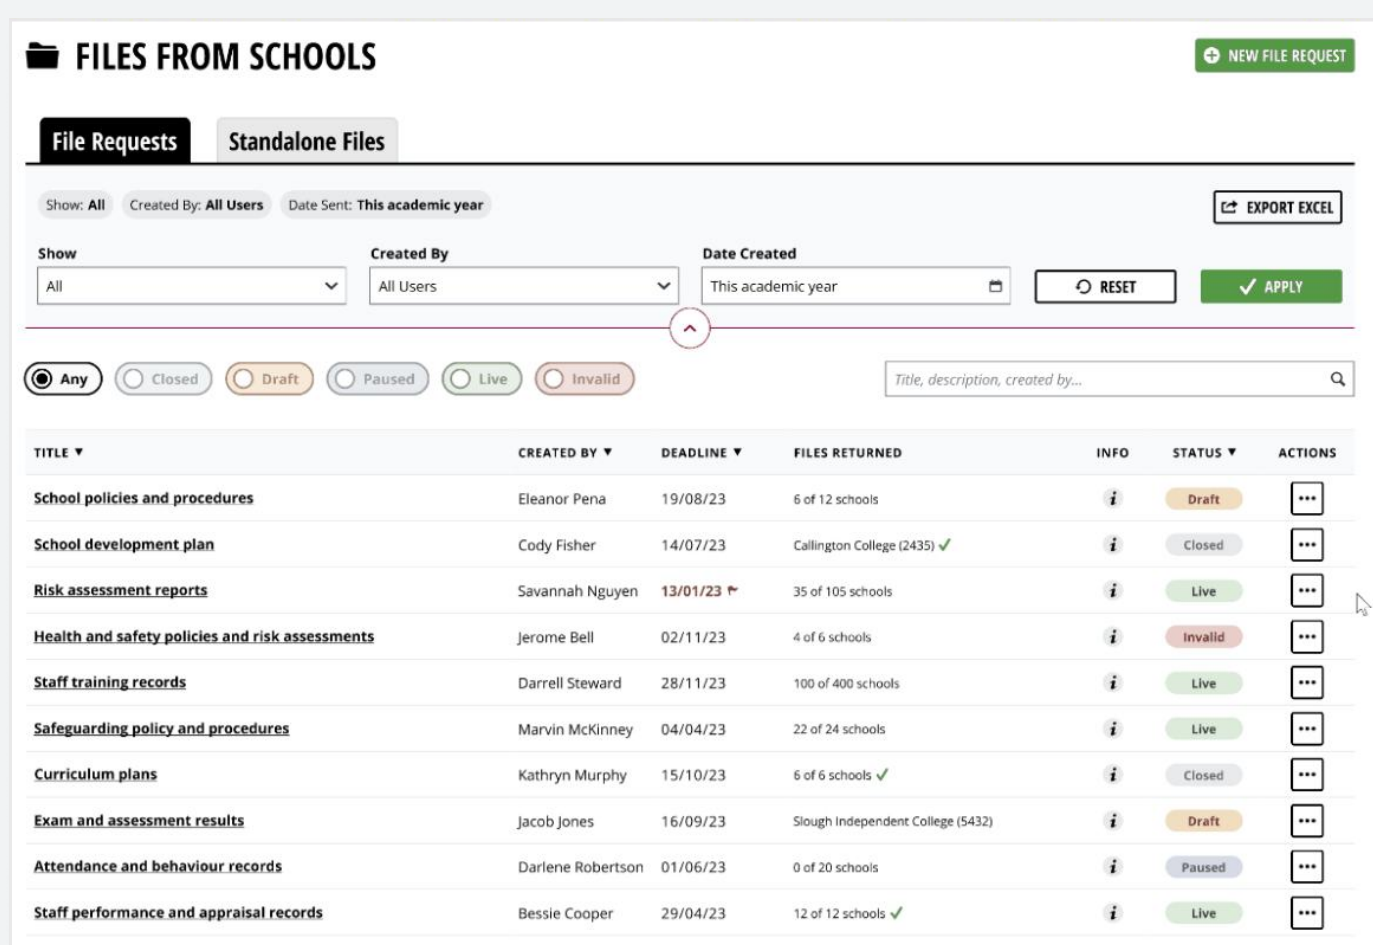 FILES FROM SCHOOLS
NEW FILE REQUEST
File Requests
Standalone Files
Show: All
Created By: All Users
Date Sent: This academic year
EXPORT EXCEL
Show
Created By
Date Created
All
All Users
This academic year
RESET
APPLY
Any
Closed
Draft
Paused
Live
Invalid
Title, description, created by...
TITLE ▼ CREATED BY ▼ DEADLINE ▼ FILES RETURNED INFO STATUS ▼ ACTIONS
School policies and procedures Eleanor Pena 19/08/23 6 of 12 schools i Draft
School development plan Cody Fisher 14/07/23 Callington College (2435) ✓ i Closed
Risk assessment reports Savannah Nguyen 13/01/23 35 of 105 schools i Live
Health and safety policies and risk assessments Jerome Bell 02/11/23 4 of 6 schools i Invalid
Staff training records Darrell Steward 28/11/23 100 of 400 schools i Live
Safeguarding policy and procedures Marvin McKinney 04/04/23 22 of 24 schools i Live
Curriculum plans Kathryn Murphy 15/10/23 6 of 6 schools ✓ i Closed
Exam and assessment results Jacob Jones 16/09/23 Slough Independent College (5432) i Draft
Attendance and behaviour records Darlene Robertson 01/06/23 0 of 20 schools i Paused
Staff performance and appraisal records Bessie Cooper 29/04/23 12 of 12 schools ✓ i Live